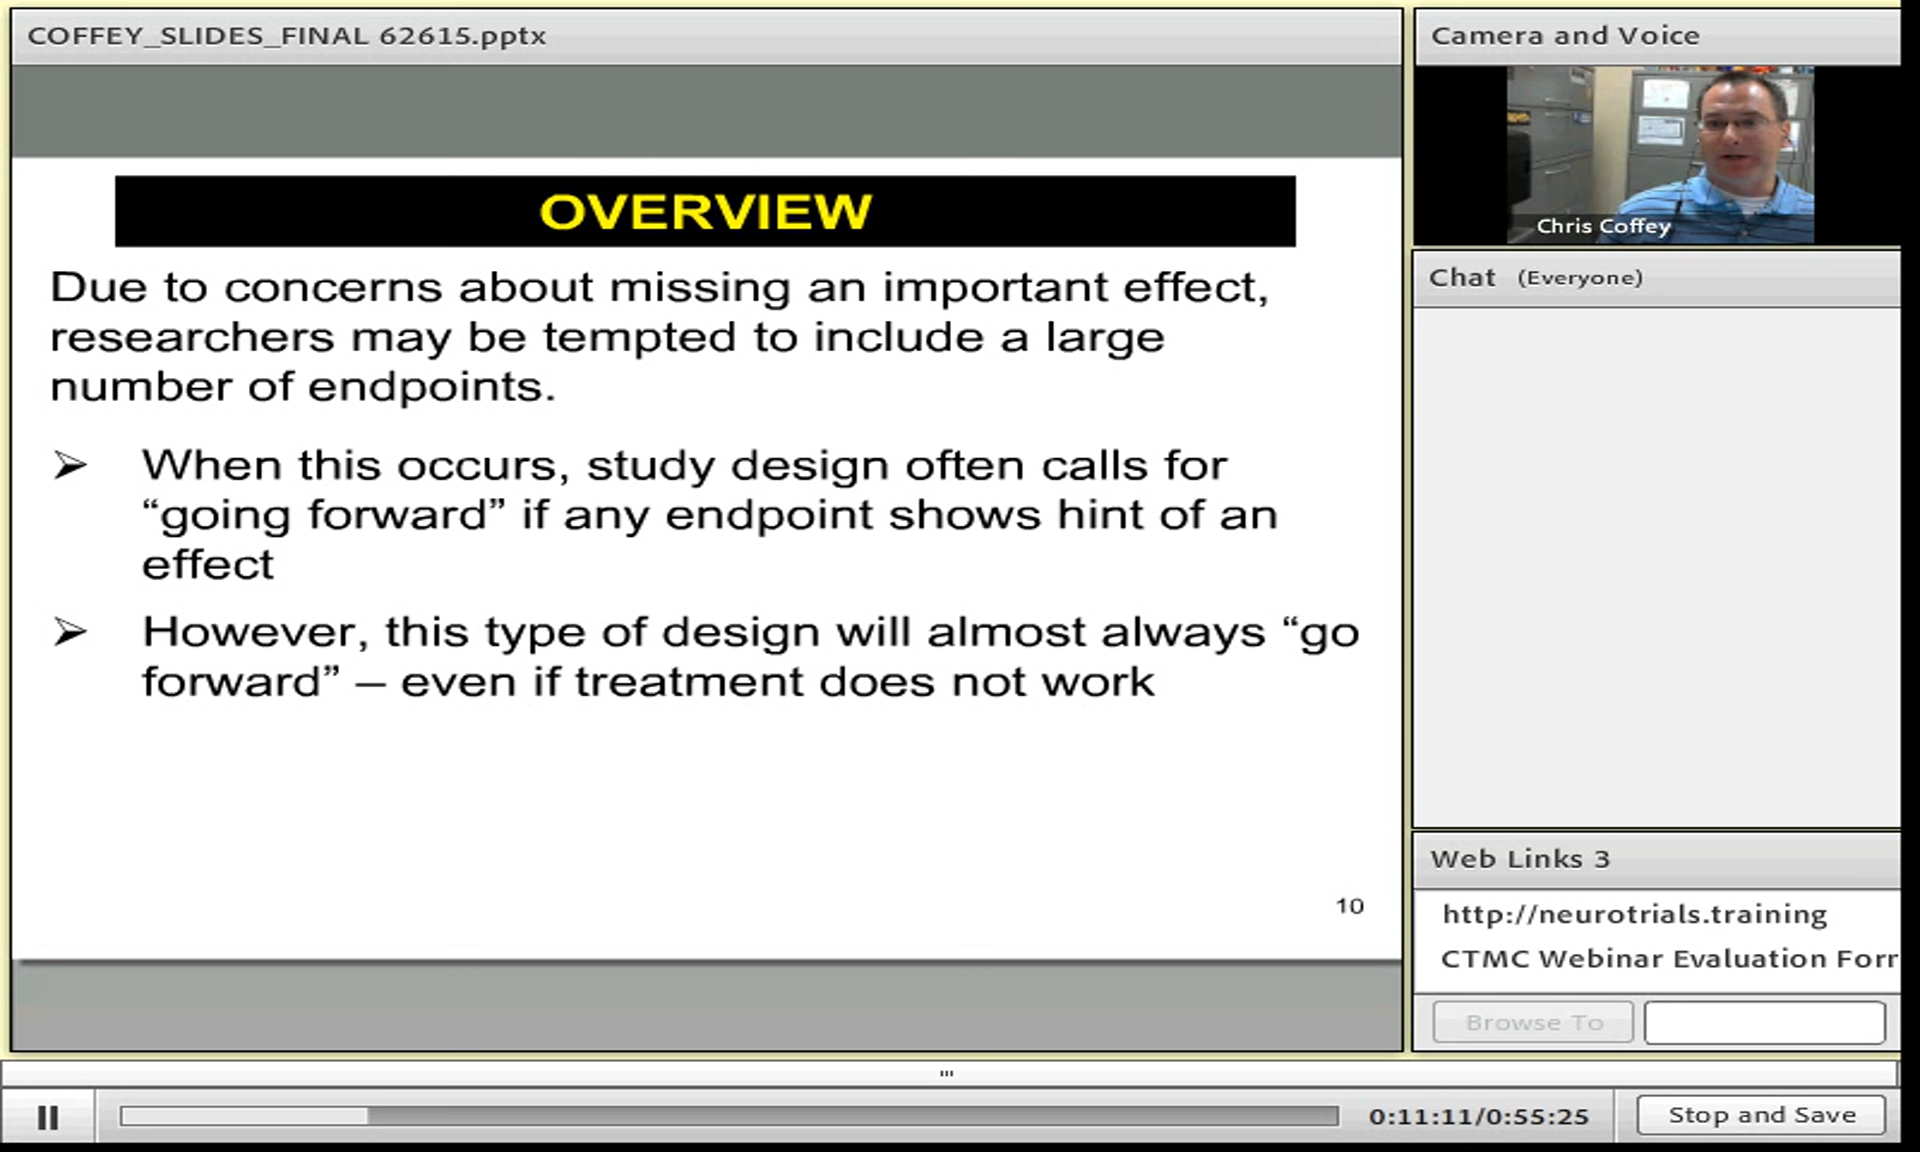 COFFEY_SLIDES_FINAL 62615.pptx
OVERVIEW
Due to concerns about missing an important effect,
researchers may be tempted to include a large
number of endpoints.
➢ When this occurs, study design often calls for
“going forward” if any endpoint shows hint of an
effect
➢ However, this type of design will almost always “go
forward” – even if treatment does not work
10
Camera and Voice
Chris Coffey
Chat (Everyone)
Web Links 3
http://neurotrials.training
CTMC Webinar Evaluation Forr
Browse To
0:11:11/0:55:25
Stop and Save